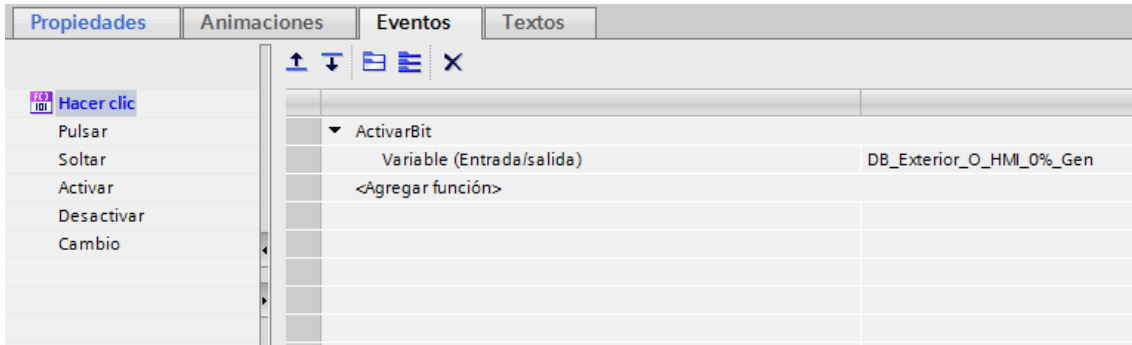 Propiedades Animaciones Eventos Textos
Hacer clic
Pulsar ActivarBit
Soltar Variable (Entrada/salida) DB_Exterior_O_HMI_0%_Gen
Activar <Agregar función>
Desactivar
Cambio